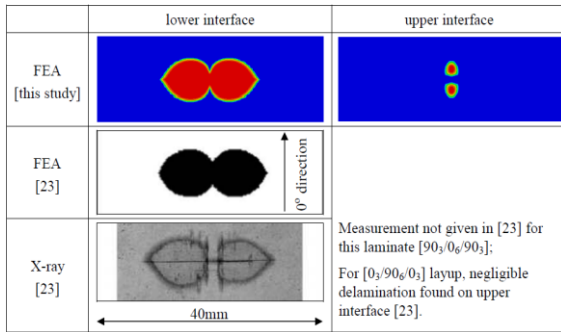 lower interface
upper interface
FEA
[this study]
FEA
[23]
0° direction
X-ray
[23]
40mm
Measurement not given in [23] for
this laminate [90₃/0₆/90₃];
For [0₃/90₆/0₃] layup, negligible
delamination found on upper
interface [23].